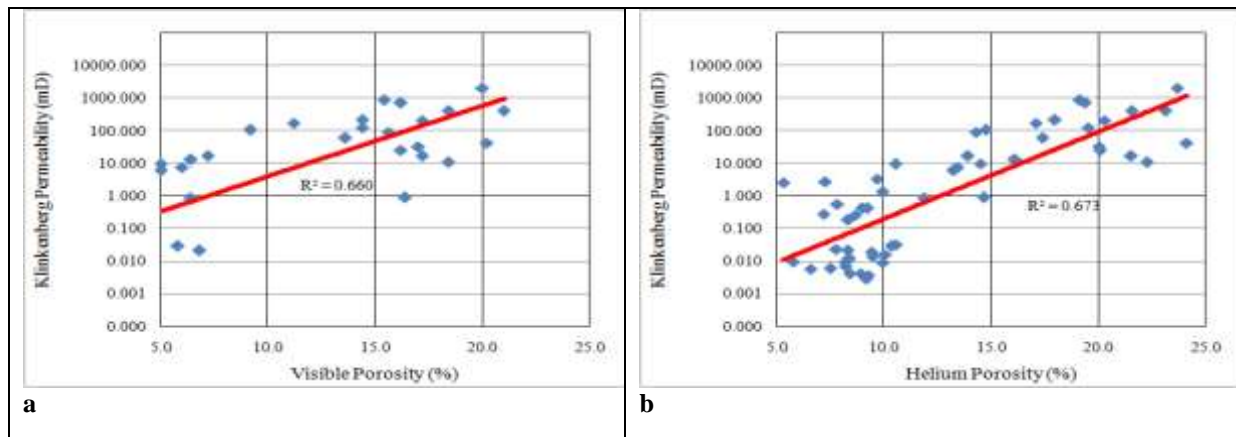 Klinkenberg Permeability (mD)
10000.000
1000.000
100.000
10.000
1.000
0.100
0.010
0.001
0.000
R² = 0.660
5.0 10.0 15.0 20.0 25.0
Visible Porosity (%)
a
Klinkenberg Permeability (mD)
10000.000
1000.000
100.000
10.000
1.000
0.100
0.010
0.001
0.000
R² = 0.673
5.0 10.0 15.0 20.0 25.0
Helium Porosity (%)
b